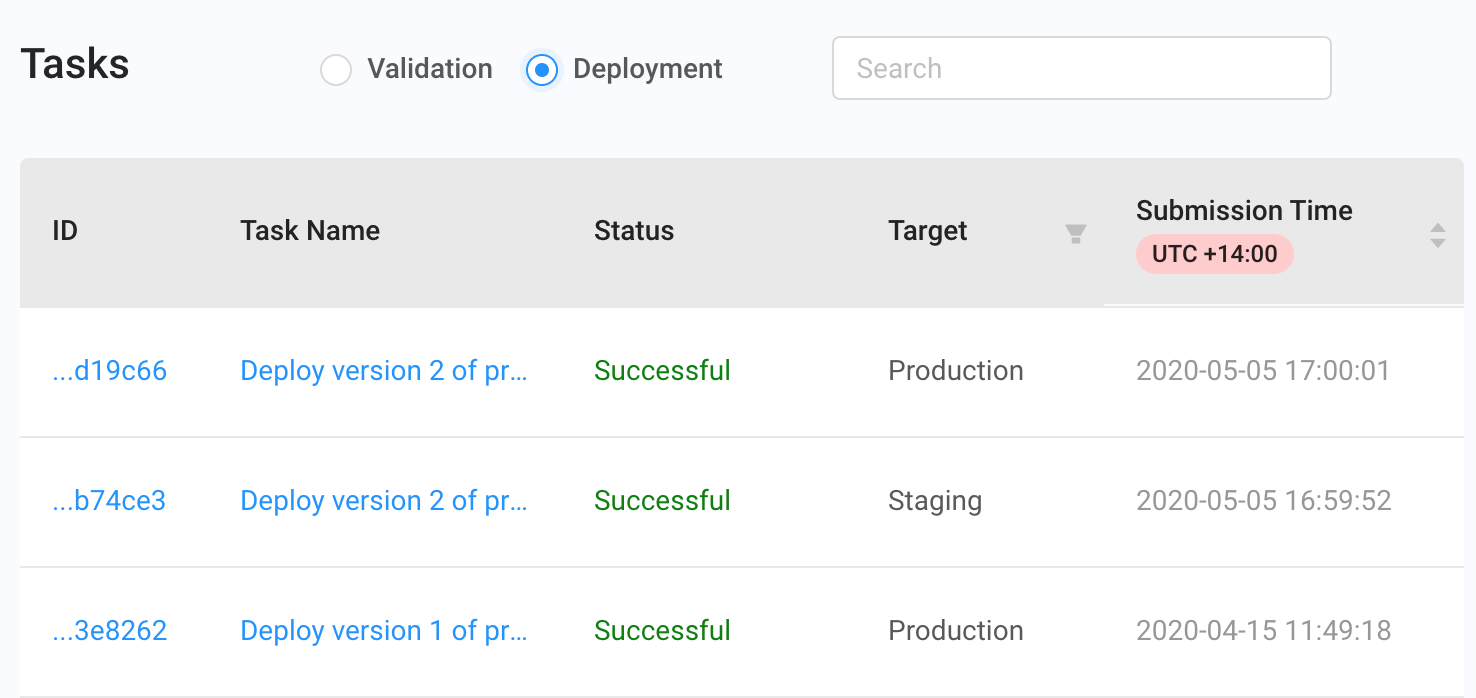 Tasks Validation Deployment Search
ID Task Name Status Target Submission Time
UTC +14:00
...d19c66 Deploy version 2 of pr... Successful Production 2020-05-05 17:00:01
...b74ce3 Deploy version 2 of pr... Successful Staging 2020-05-05 16:59:52
...3e8262 Deploy version 1 of pr... Successful Production 2020-04-15 11:49:18